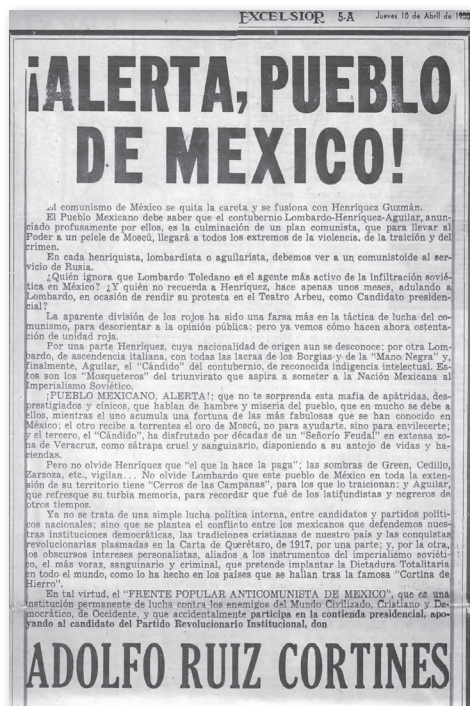 EXCELSIOR 5-A Jueves 10 de Abril de
¡ALERTA, PUEBLO
DE MEXICO!
El comunismo de México se quita la careta y se fusiona con Henríquez Guzmán.
El Pueblo Mexicano debe saber que el contubernio Lombardo-Henríquez-Aguilar, anun-
ciado profusamente por ellos, es la culminación de un plan comunista, que para llevar al
Poder a un pelele de Moscú, llegará a todos los extremos de la violencia, de la traición y del
crimen.
En cada henriquista, lombardista o aguilarista, debemos ver a un comunistoide al ser-
vicio de Rusia.
¿Quién ignora que Lombardo Toledano es el agente más activo de la Infiltración sovié-
tica en México? ¿Y quién no recuerda a Henríquez, hace apenas unos meses, adulando a
Lombardo, en ocasión de rendir su protesta en el Teatro Arbeu, como Candidato presiden-
cial?
La aparente división de los rojos ha sido una farsa más en la táctica de lucha del co-
munismo, para desorientar a la opinión pública; pero ya vemos cómo hacen ahora ostenta-
ción de unidad roja.
Por una parte Henríquez, cuya nacionalidad de origen aun se desconoce; por otra Lom-
bardo, de ascendencia italiana, con todas las lacras de los Borgias y de la "Mano Negra" y,
finalmente, Aguilar, el "Cándido" del contubernio, de reconocida indigencia intelectual. Es-
tos son los "Mosqueteros" del triunvirato que aspira a someter a la Nación Mexicana al
Imperialismo Soviético.
¡PUEBLO MEXICANO, ALERTA!; que no te sorprenda esta mafia de apátridas, des-
prestigiados y cínicos, que hablan de hambre y miseria del pueblo, que en mucho se debe a
ellos, mientras el uno acumula una fortuna de las más fabulosas que se han conocido en
México; el otro recibe a torrentes el oro de Moscú, no para ayudarte, sino para envilecerte;
y el tercero, el "Cándido", ha disfrutado por décadas de un "Señorío Feudal" en extensa zo-
na de Veracruz, como sátrapa cruel y sanguinario, disponiendo a su antojo de vidas y ha-
ciendas.
Pero no olvide Henríquez que "el que la hace la paga"; las sombras de Green, Cedillo,
Zarzoza, etc., vigilan... No olvide Lombardo que este pueblo de México en toda la exten-
sión de su territorio tiene "Cerros de las Campanas", para los que lo traicionan; y Aguilar,
que refresque su turbia memoria, para recordar que fué de los latifundistas y negreros de
otros tiempos.
Ya no se trata de una simple lucha política interna, entre candidatos y partidos políti-
cos nacionales; sino que se plantea el conflicto entre los mexicanos que defendemos nues-
tras instituciones democráticas, las tradiciones cristianas de nuestro país y las conquistas
revolucionarias plasmadas en la Carta de Querétaro, de 1917, por una parte; y, por la otra,
los obscuros intereses personalistas, aliados a los instrumentos del imperialismo soviéti-
co, el más voraz, sanguinario y criminal, que pretende implantar la Dictadura Totalitaria
en todo el mundo, como lo ha hecho en los países que se hallan tras la famosa "Cortina de
Hierro".
En tal virtud, el "FRENTE POPULAR ANTICOMUNISTA DE MEXICO", que es una
institución permanente de lucha contra los enemigos del Mundo Civilizado, Cristiano y De-
mocrático, de Occidente, y que accidentalmente participa en la contienda presidencial, apo-
yando al candidato del Partido Revolucionario Institucional, don
ADOLFO RUIZ CORTINES